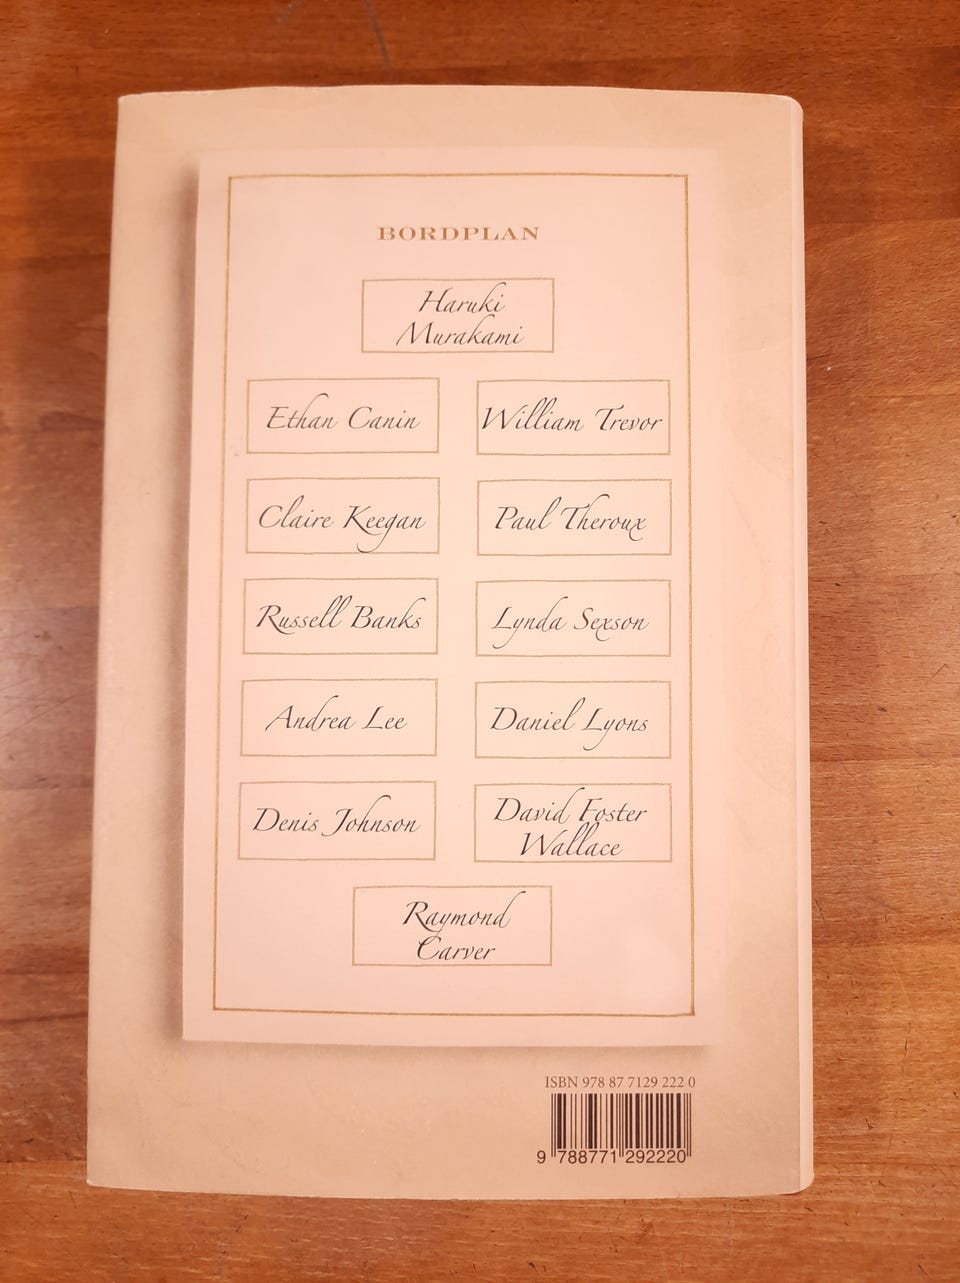 BORDPLAN
Haruki
Murakami
Ethan Canin
William Trevor
Claire Keegan
Paul Theroux
Russell Banks
Lynda Sexson
Andrea Lee
Daniel Lyons
Denis Johnson
David Foster
Wallace
Raymond
Carver
ISBN 978 87 7129 222 0
9 788771 292220